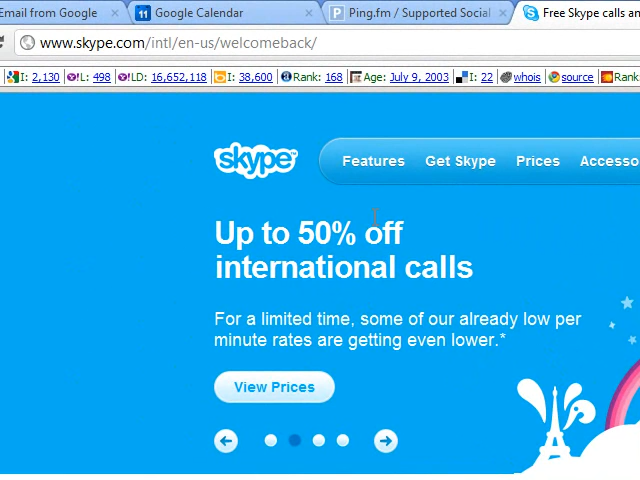 Email from Google
11 Google Calendar
P Ping.fm / Supported Social
Free Skype calls an
www.skype.com/intl/en-us/welcomeback/
I: 2,130 Y! L: 498 Y! LD: 16,652,118 I: 38,600 Rank: 168 Age: July 9, 2003 I: 22 whois source Rank
skype™ Features Get Skype Prices Accesso
Up to 50% off
international calls
For a limited time, some of our already low per
minute rates are getting even lower.*
View Prices